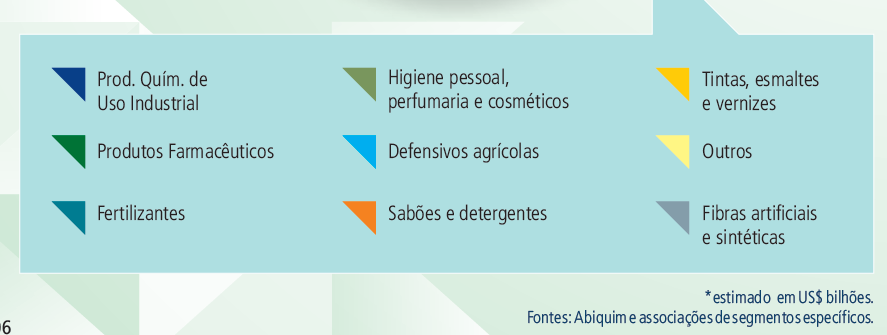 Prod. Quím. de
Uso Industrial
Produtos Farmacêuticos
Fertilizantes
Higiene pessoal,
perfumaria e cosméticos
Defensivos agrícolas
Sabões e detergentes
Tintas, esmaltes
e vernizes
Outros
Fibras artificiais
e sintéticas
*estimado em US$ bilhões.
Fontes: Abiquim e associações de segmentos específicos.